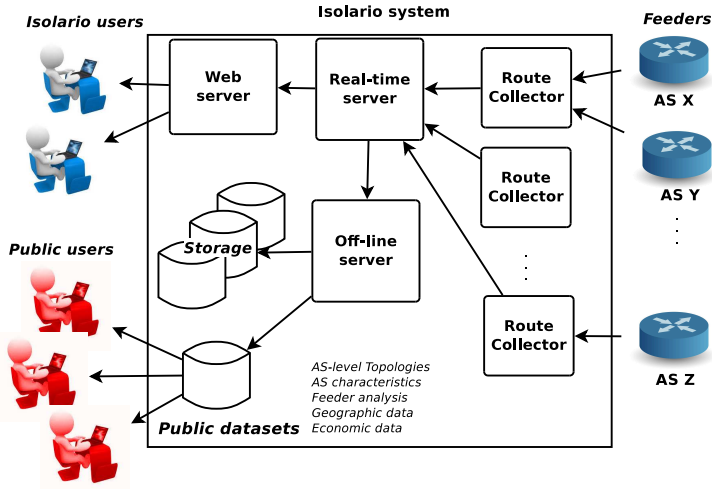 Isolario system
Isolario users
Feeders
Web
server
Real-time
server
Route
Collector
AS X
Route
Collector
AS Y
Storage
Off-line
server
Public users
Route
Collector
AS Z
AS-level Topologies
AS characteristics
Feeder analysis
Geographic data
Economic data
Public datasets